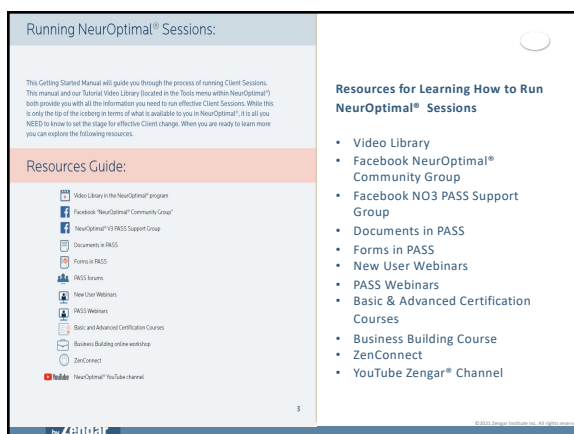 Running NeurOptimal® Sessions:
This Getting Started Manual will guide you through the process of running Client Sessions.
This manual and our Tutorial Video Library (located in the Tools menu within NeurOptimal®)
both provide you with all the information you need to run effective Client Sessions. While this
is only the tip of the iceberg in terms of what is available to you in NeurOptimal®, it is all you
NEED to know to set the stage for effective Client change. When you are ready to learn more
you can explore the following resources.
Resources Guide:
Video Library in the NeurOptimal® program
Facebook "NeurOptimal® Community Group"
NeurOptimal® V3 PASS Support Group
Documents in PASS
Forms in PASS
PASS forums
New User Webinars
PASS Webinars
Basic and Advanced Certification Courses
Business Building online workshop
ZenConnect
YouTube NeurOptimal® YouTube channel
3
by Zengar
Resources for Learning How to Run
NeurOptimal® Sessions
• Video Library
• Facebook NeurOptimal®
Community Group
• Facebook NO3 PASS Support
Group
• Documents in PASS
• Forms in PASS
• New User Webinars
• PASS Webinars
• Basic & Advanced Certification
Courses
• Business Building Course
• ZenConnect
• YouTube Zengar® Channel
©2021 Zengar Institute Inc. All rights reserv